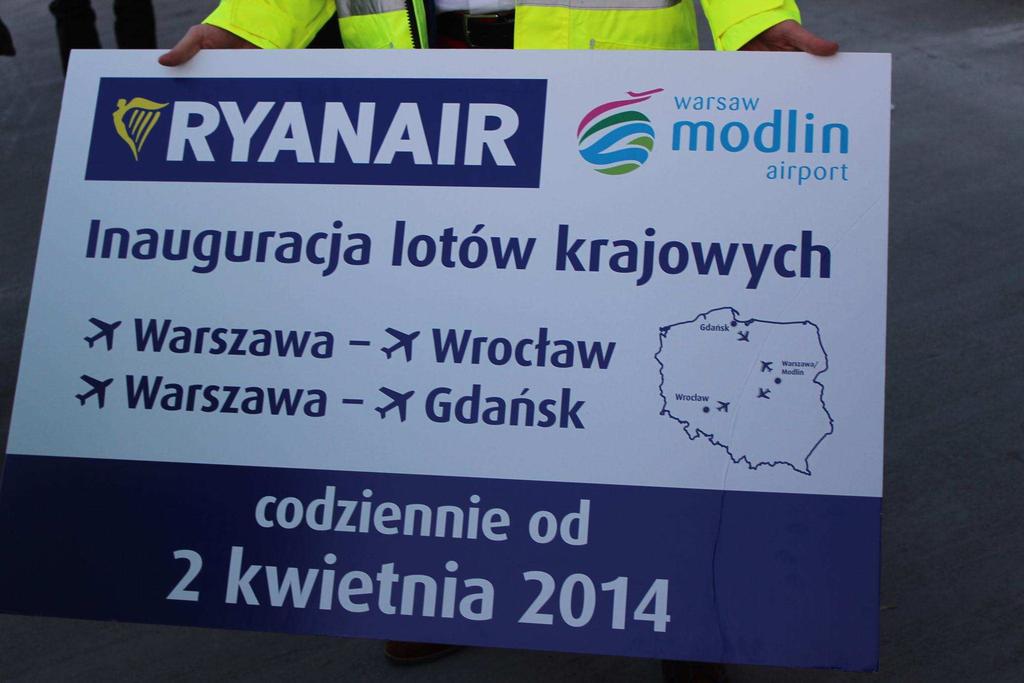 RYANAIR
warsaw
modlin
airport
Inauguracja lotów krajowych
Warszawa – Wrocław
Warszawa – Gdańsk
Gdańsk
Warszawa/
Modlin
Wrocław
codziennie od
2 kwietnia 2014